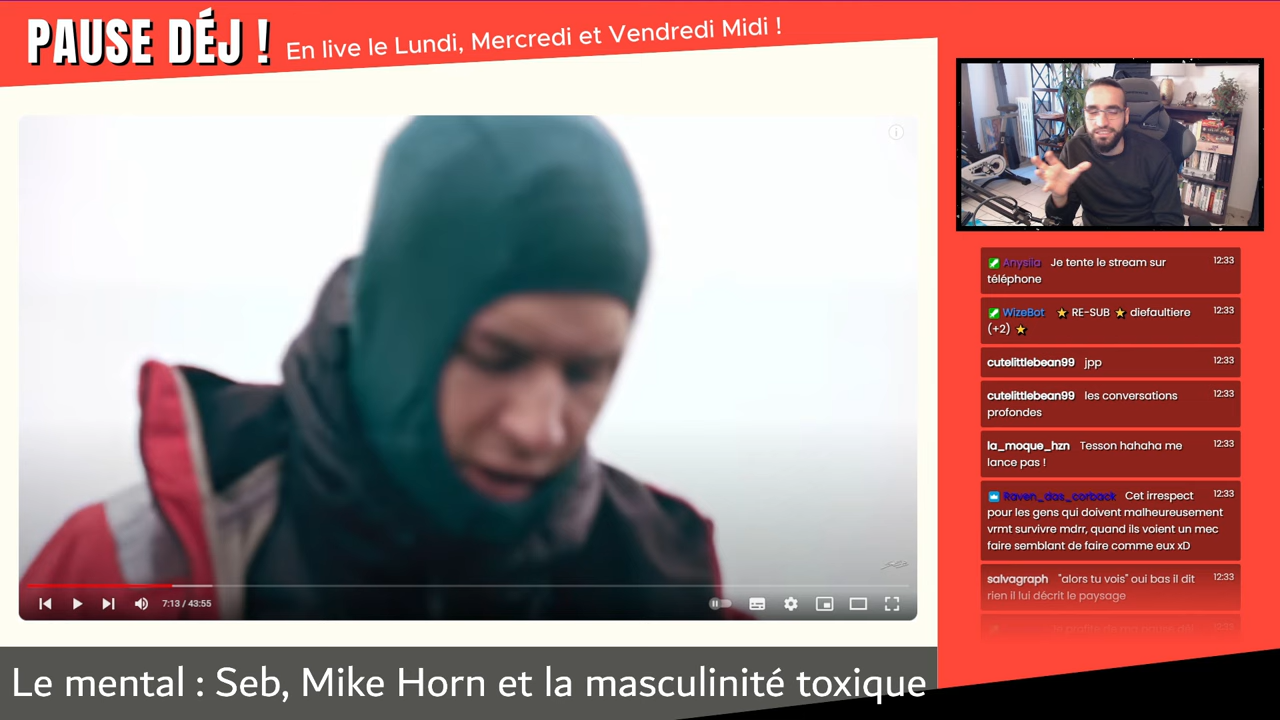 PAUSE DÉJ !
En live le Lundi, Mercredi et Vendredi Midi !
7:13 / 43:55
Anysiia Je tente le stream sur 12:33
téléphone
WizeBot ★ RE-SUB ★ diefaultiere 12:33
(+2) ★
cutelittlebean99 jpp 12:33
cutelittlebean99 les conversations 12:33
profondes
la_moque_hzn Tesson hahaha me 12:33
lance pas !
Raven_das_corback Cet irrespect 12:33
pour les gens qui doivent malheureusement
vrmt survivre mdrr, quand ils voient un mec
faire semblant de faire comme eux xD
salvagraph "alors tu vois" oui bas il dit 12:33
rien il lui décrit le paysage
Le mental : Seb, Mike Horn et la masculinité toxique